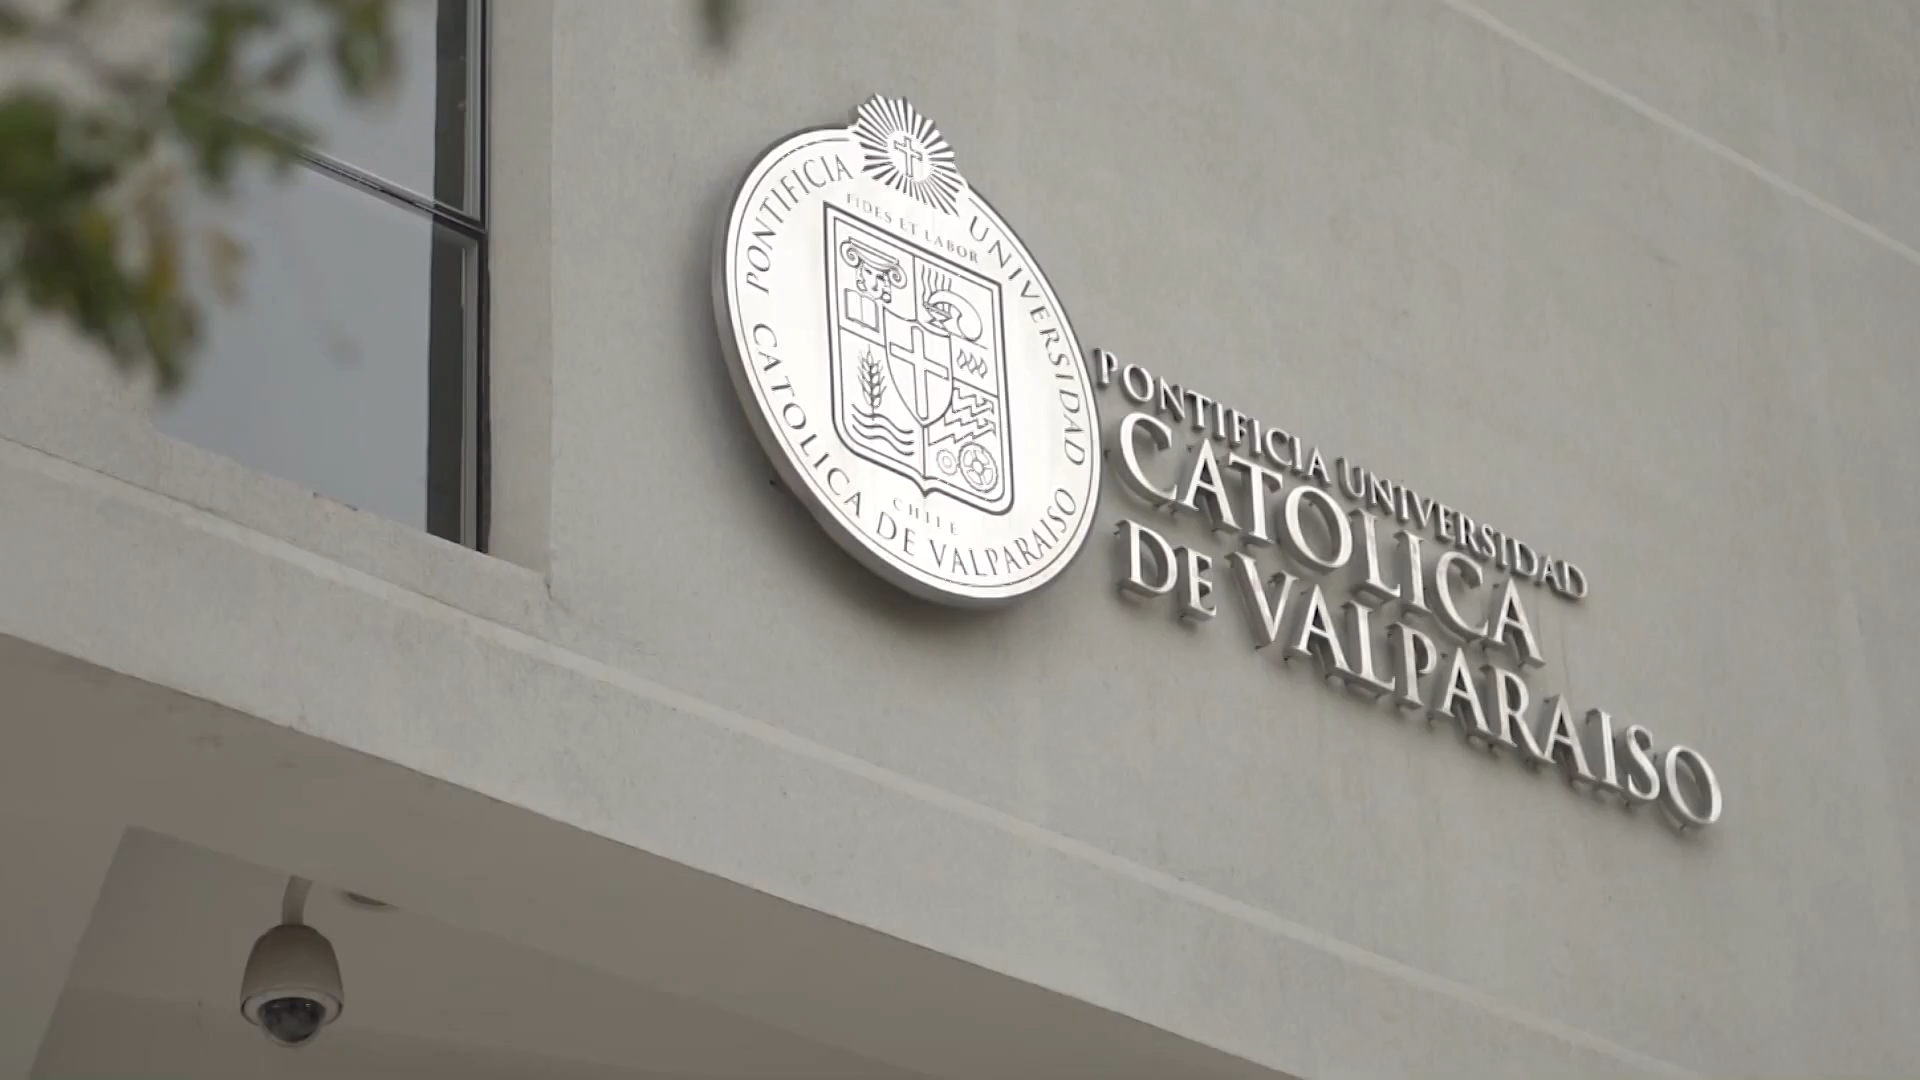 PONTIFICIA UNIVERSIDAD
CATOLICA DE VALPARAISO
FIDES ET LABOR
CHILE
PONTIFICIA UNIVERSIDAD
CATOLICA
DE VALPARAISO